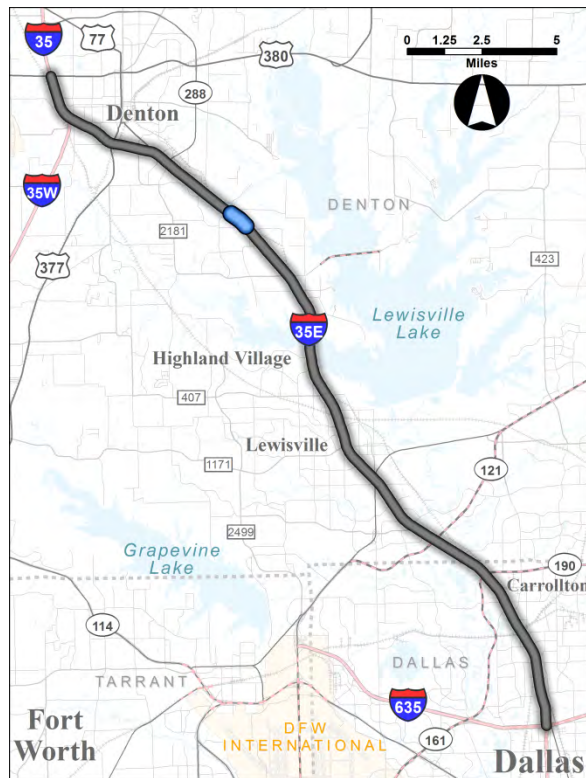 35
77
0 1.25 2.5 5
Miles
380
288
Denton
35W
DENTON
2181
377
423
Lewisville
Lake
35E
Highland Village
407
Lewisville
1171
121
2499
Grapevine
Lake
190
Carrollton
114
DALLAS
TARRANT
635
Fort
Worth
DFW
INTERNATIONAL
161
Dallas